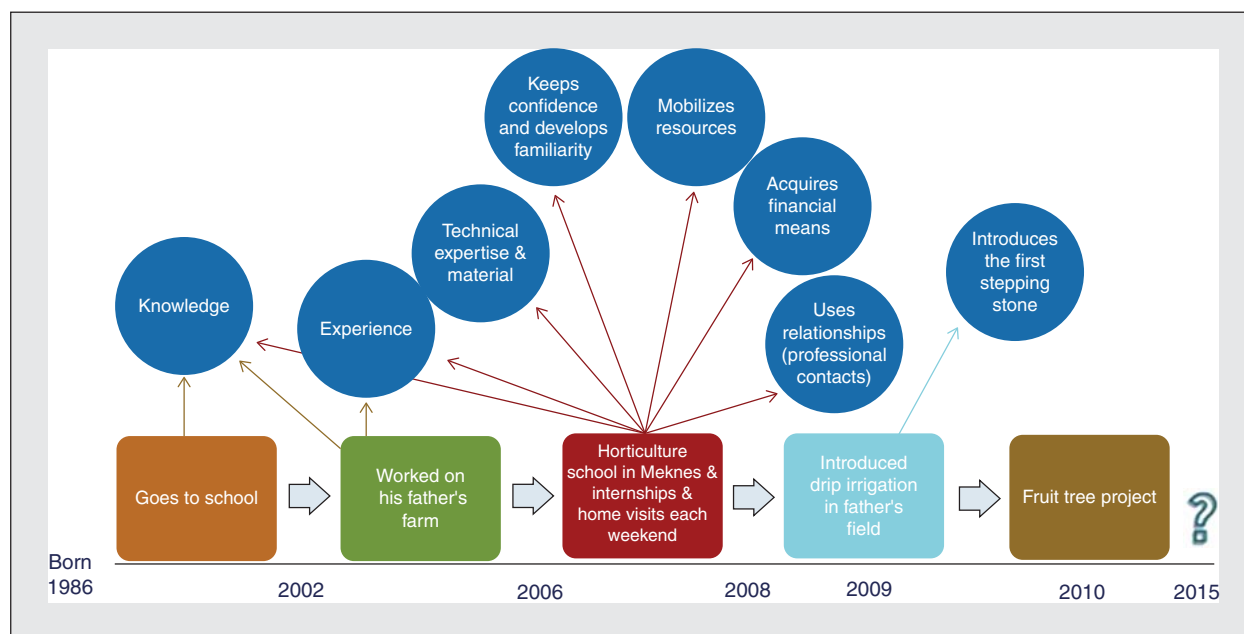 Keeps
confidence
and develops
familiarity
Mobilizes
resources
Technical
expertise &
material
Acquires
financial
means
Knowledge
Experience
Uses
relationships
(professional
contacts)
Introduces
the first
stepping
stone
Goes to school
Worked on
his father's
farm
Horticulture
school in Meknes &
internships &
home visits each
weekend
Introduced
drip irrigation
in father's
field
Fruit tree project
?
Born
1986
2002
2006
2008
2009
2010
2015